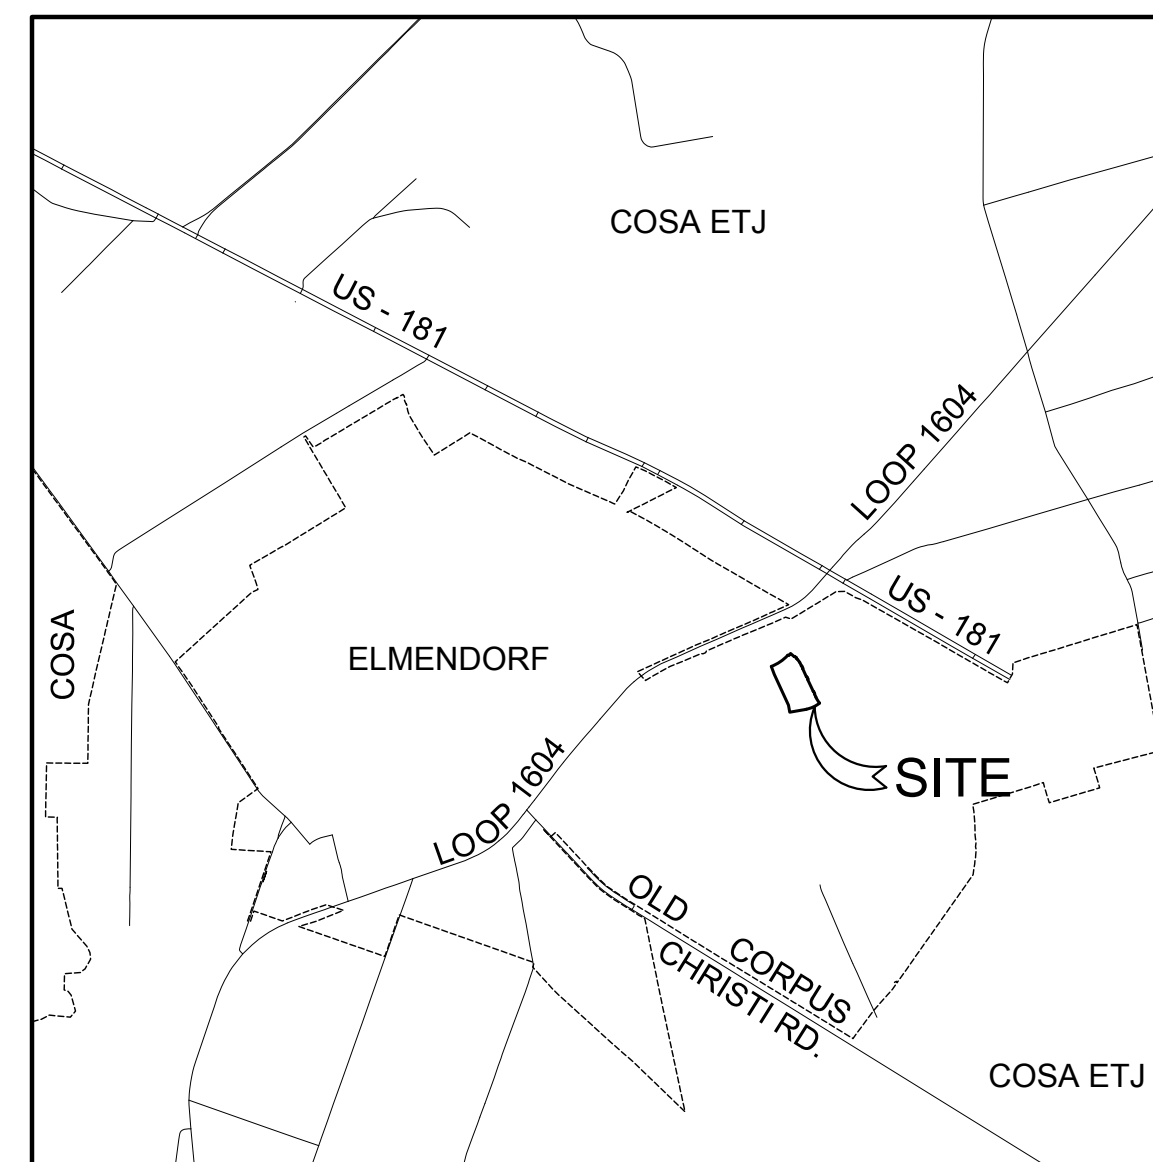 COSA ETJ
US - 181
LOOP 1604
US - 181
COSA
ELMENDORF
SITE
LOOP 1604
OLD
CORPUS
CHRISTI RD.
COSA ETJ